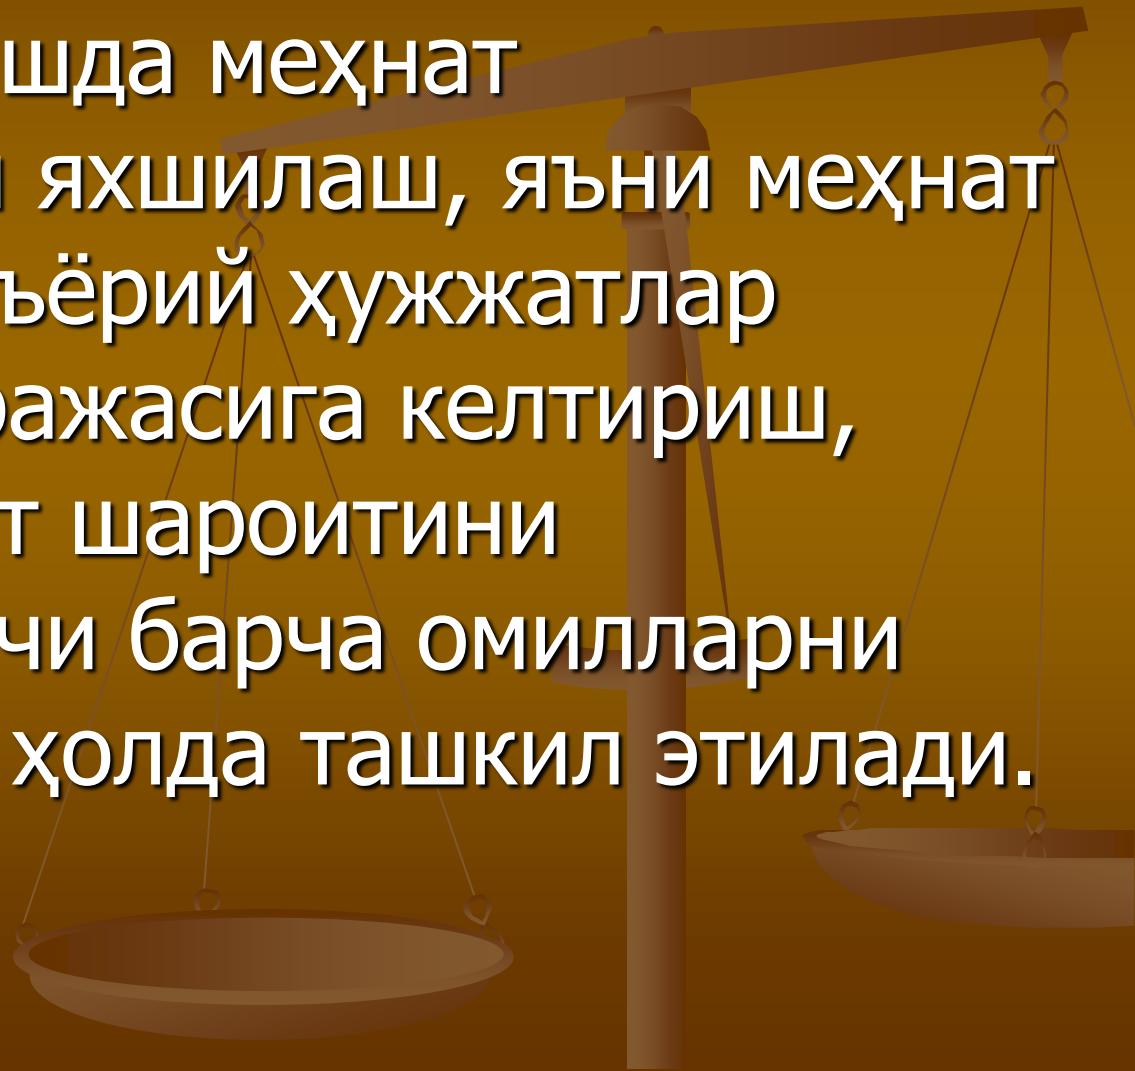 шда меҳнат
яхшилаш, яъни меҳнат
ъёрий ҳужжатлар
ражасига келтириш,
т шароитини
чи барча омилларни
ҳолда ташкил этилади.